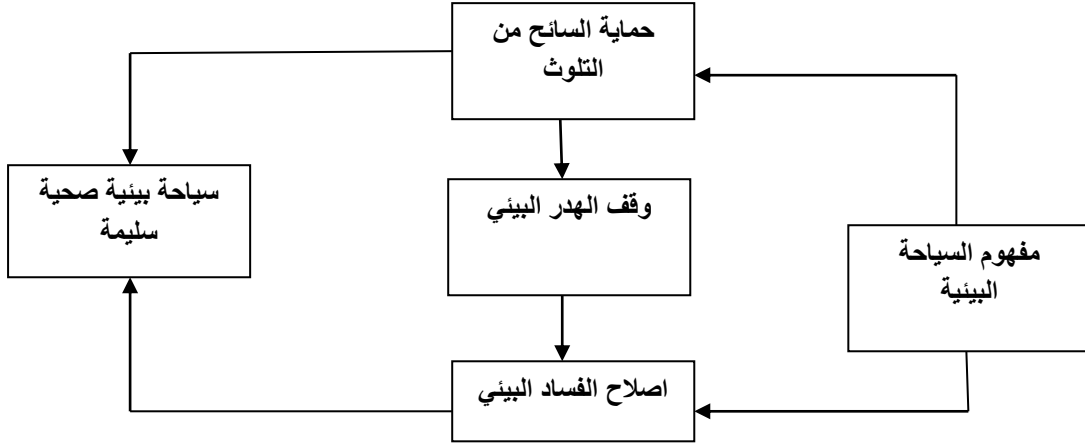 حماية السائح من
التلوث
سياحة بيئية صحية
سليمة
وقف الهدر البيئي
مفهوم السياحة
البيئية
اصلاح الفساد البيئي